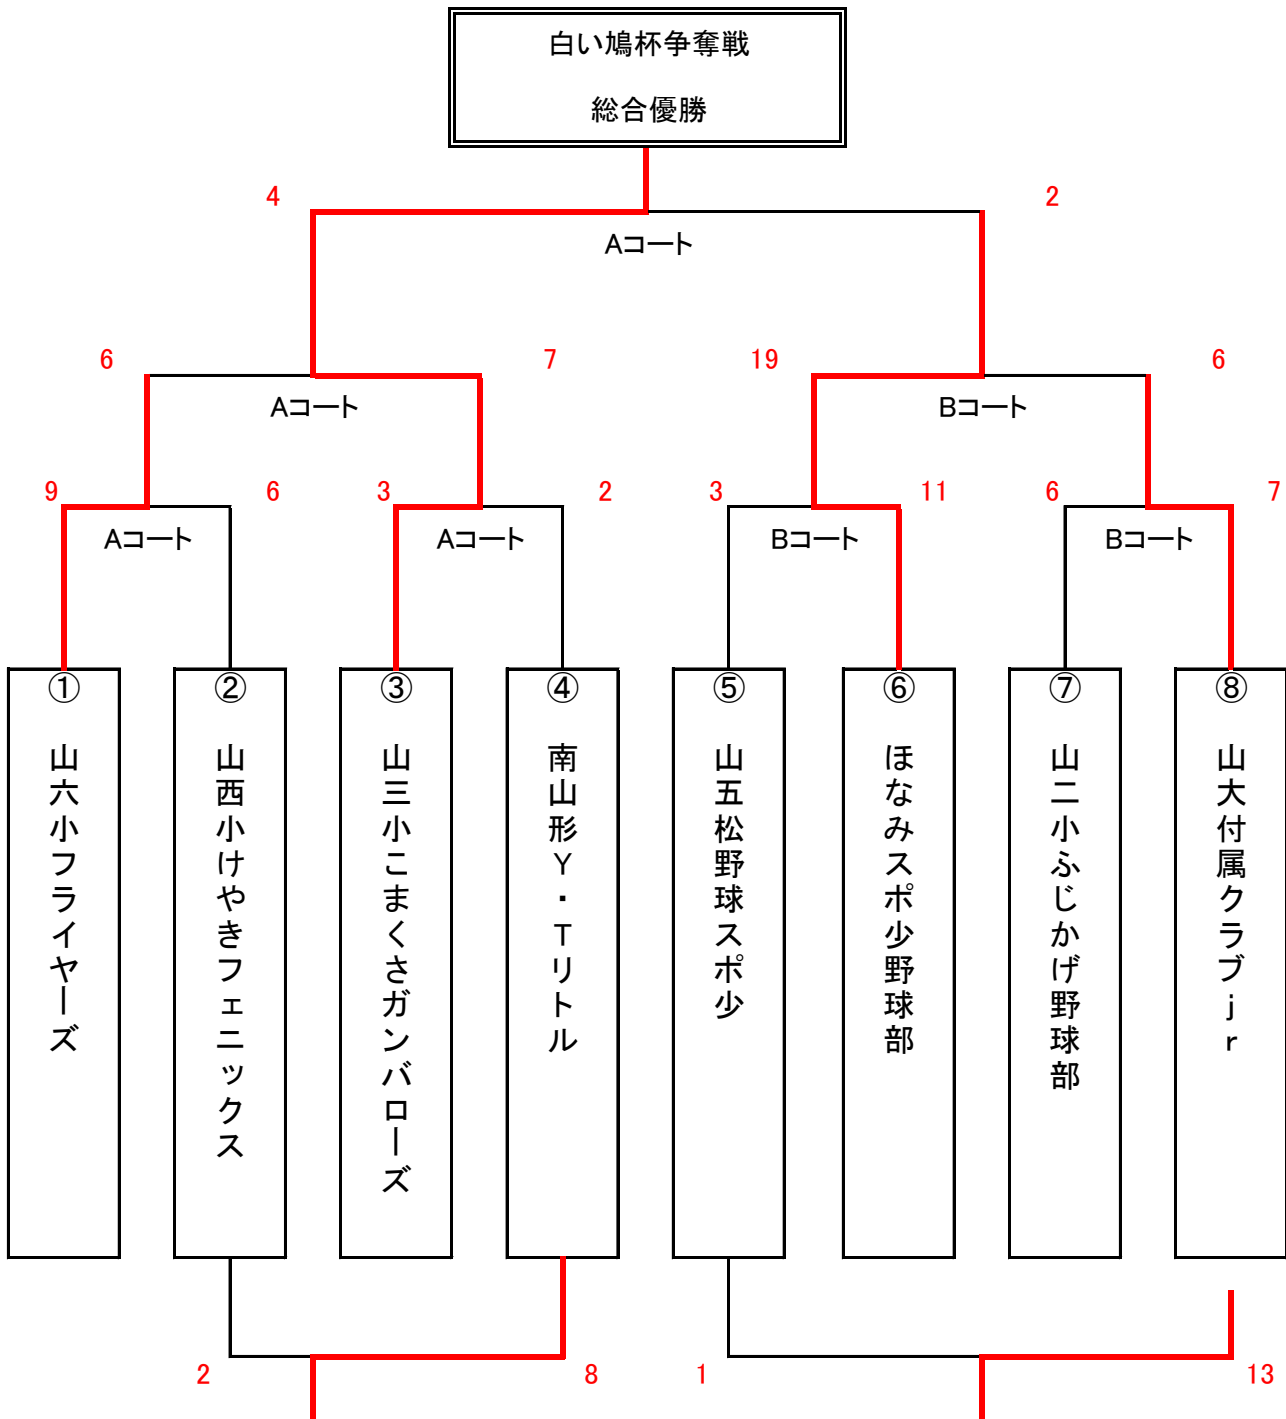 白い鳩杯争奪戦
総合優勝
4
2
Aコート
6
7
19
6
Aコート
Bコート
9
6
3
2
3
11
6
7
Aコート
Aコート
Bコート
Bコート
①
山六小フライヤーズ
②
山西小けやきフェニックス
③
山三小こまくさガンバローズ
④
南山形Y・Tリトル
⑤
山五松野球スポ少
⑥
ほなみスポ少野球部
⑦
山二小ふじかげ野球部
⑧
山大付属クラブjr
2
8
1
13